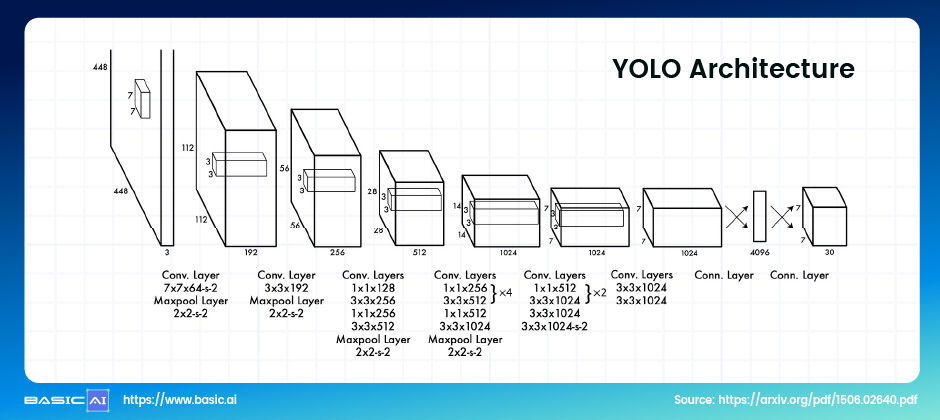 YOLO Architecture
448
7
7
448
3
112
3
3
112
192
56
3
3
56
256
28
3
3
28
512
14
3
3
14
1024
7
3
3
7
1024
7
7
1024
4096
7
7
30
Conv. Layer
7x7x64-s-2
Maxpool Layer
2x2-s-2
Conv. Layer
3x3x192
Maxpool Layer
2x2-s-2
Conv. Layers
1x1x128
3x3x256
1x1x256
3x3x512
Maxpool Layer
2x2-s-2
Conv. Layers
1x1x256
3x3x512
}×4
1x1x512
3x3x1024
Maxpool Layer
2x2-s-2
Conv. Layers
1x1x512
3x3x1024
}×2
3x3x1024
3x3x1024-s-2
Conv. Layers
3x3x1024
3x3x1024
Conn. Layer
Conn. Layer
BASIC AI
https://www.basic.ai
Source: https://arxiv.org/pdf/1506.02640.pdf